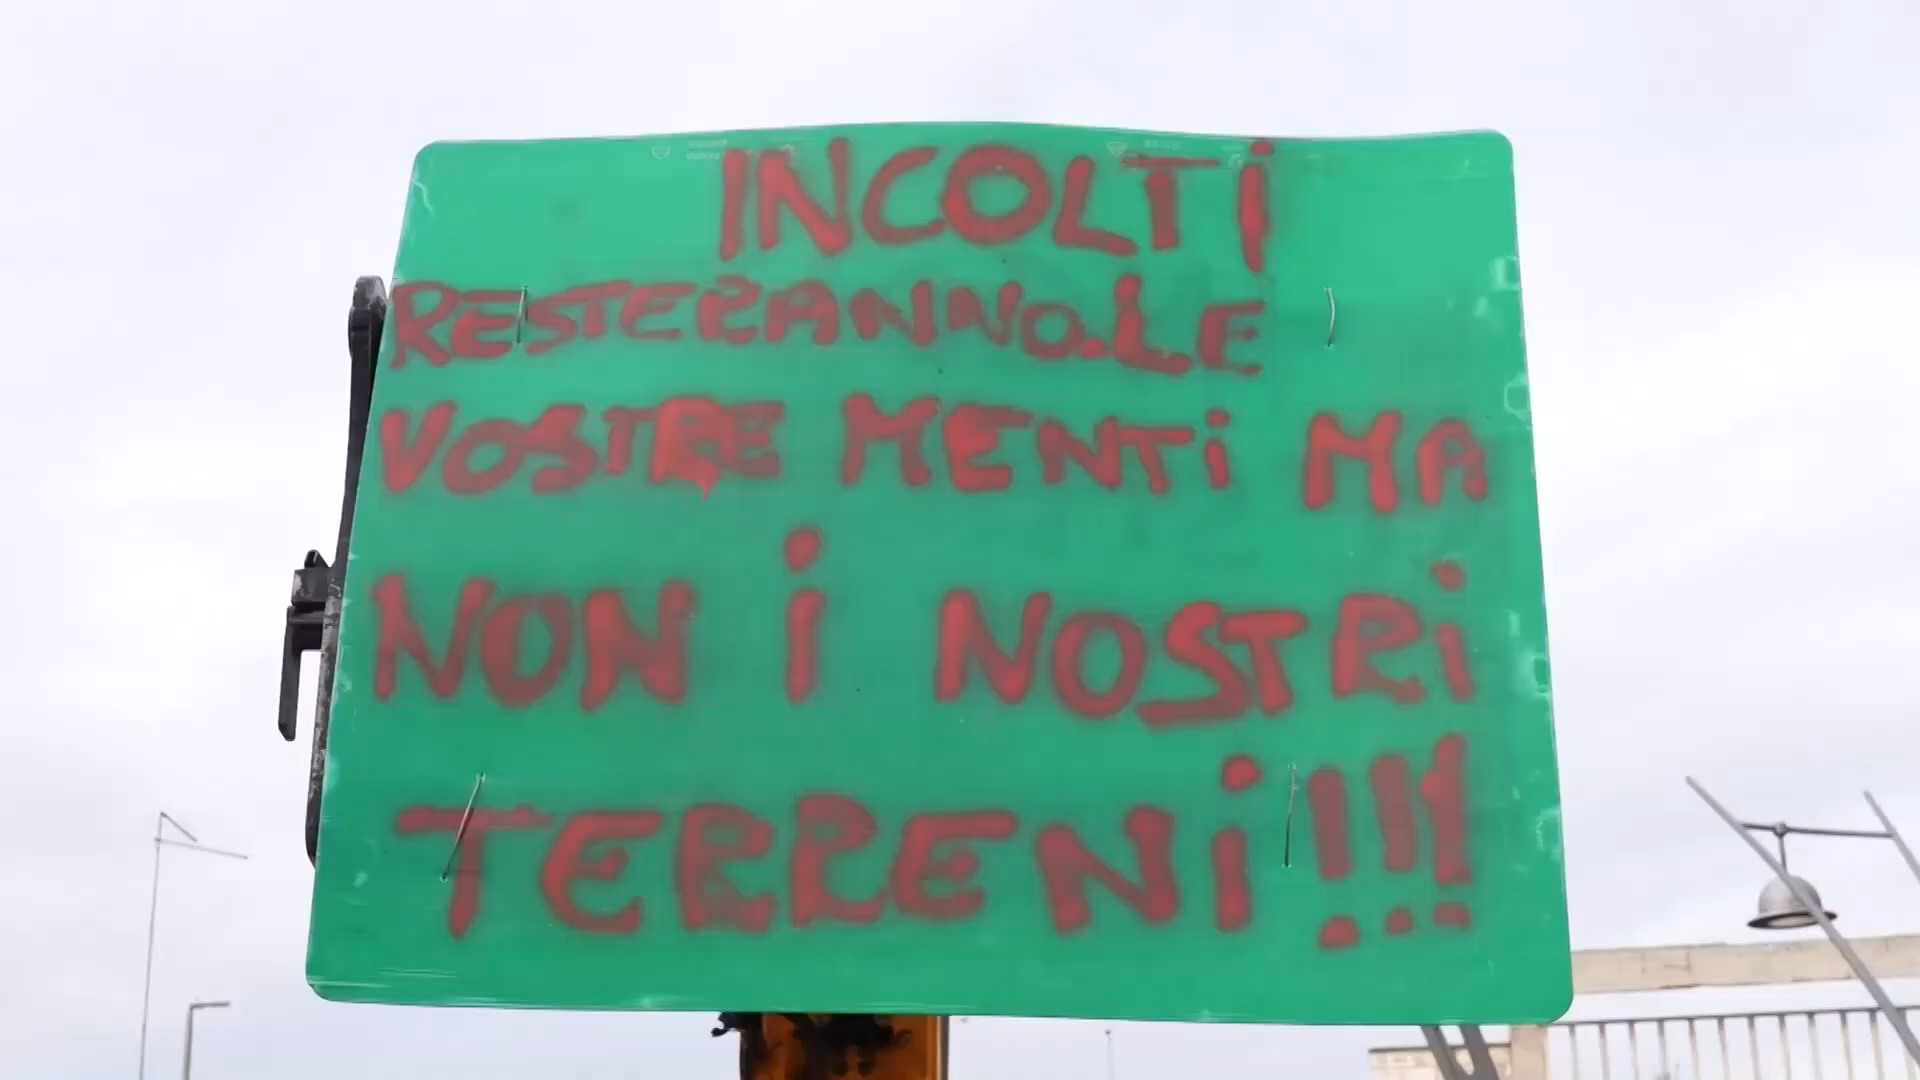 INCOLTi
RESTERANNO.LE
VOSTRE MENTi MA
NON i NOSTRi
TERRENi!!!